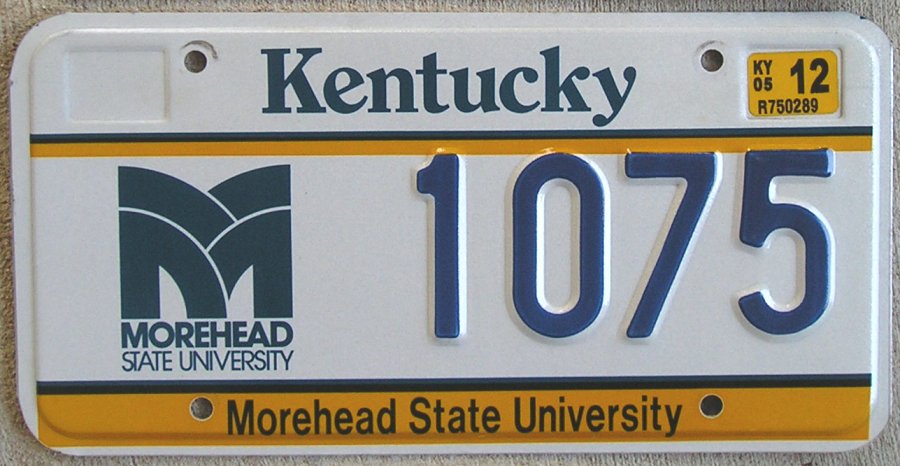 Kentucky
KY 05 12
R750289
1075
MOREHEAD
STATE UNIVERSITY
Morehead State University